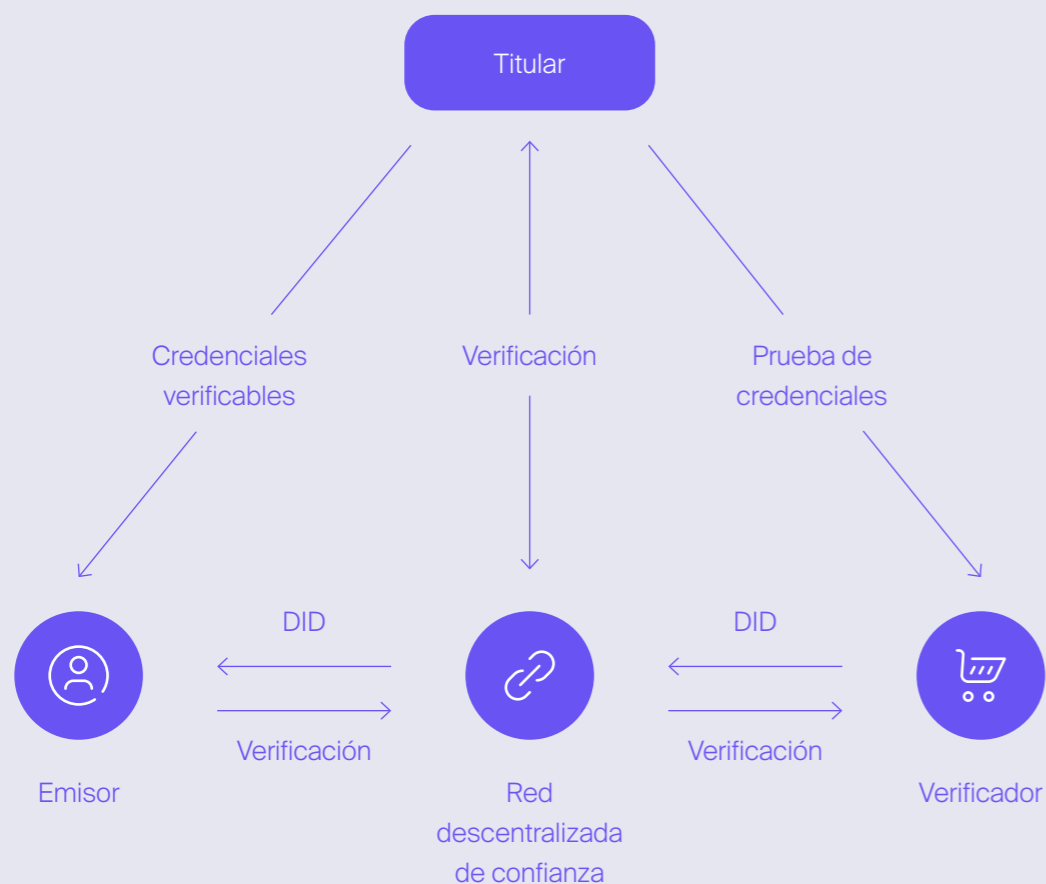 Titular
Credenciales
verificables
Verificación
Prueba de
credenciales
DID
DID
Verificación
Verificación
Emisor
Red
descentralizada
de confianza
Verificador